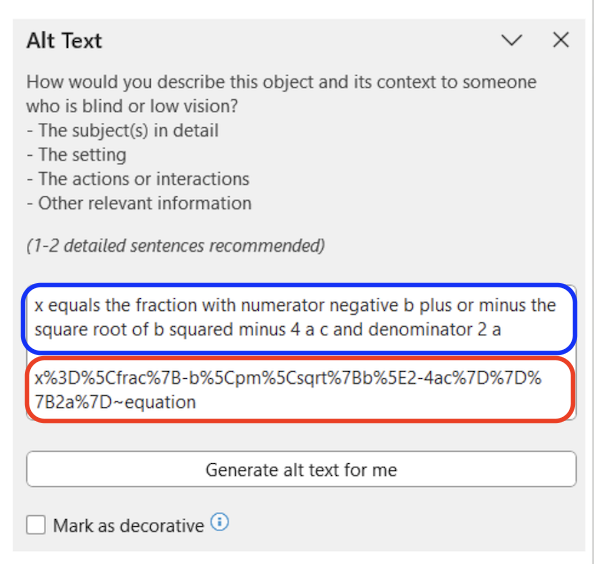 Alt Text
How would you describe this object and its context to someone
who is blind or low vision?
- The subject(s) in detail
- The setting
- The actions or interactions
- Other relevant information
(1-2 detailed sentences recommended)
x equals the fraction with numerator negative b plus or minus the
square root of b squared minus 4 a c and denominator 2 a
x%3D%5Cfrac%7B-b%5Cpm%5Csqrt%7Bb%5E2-4ac%7D%7D%
7B2a%7D~equation
Generate alt text for me
Mark as decorative